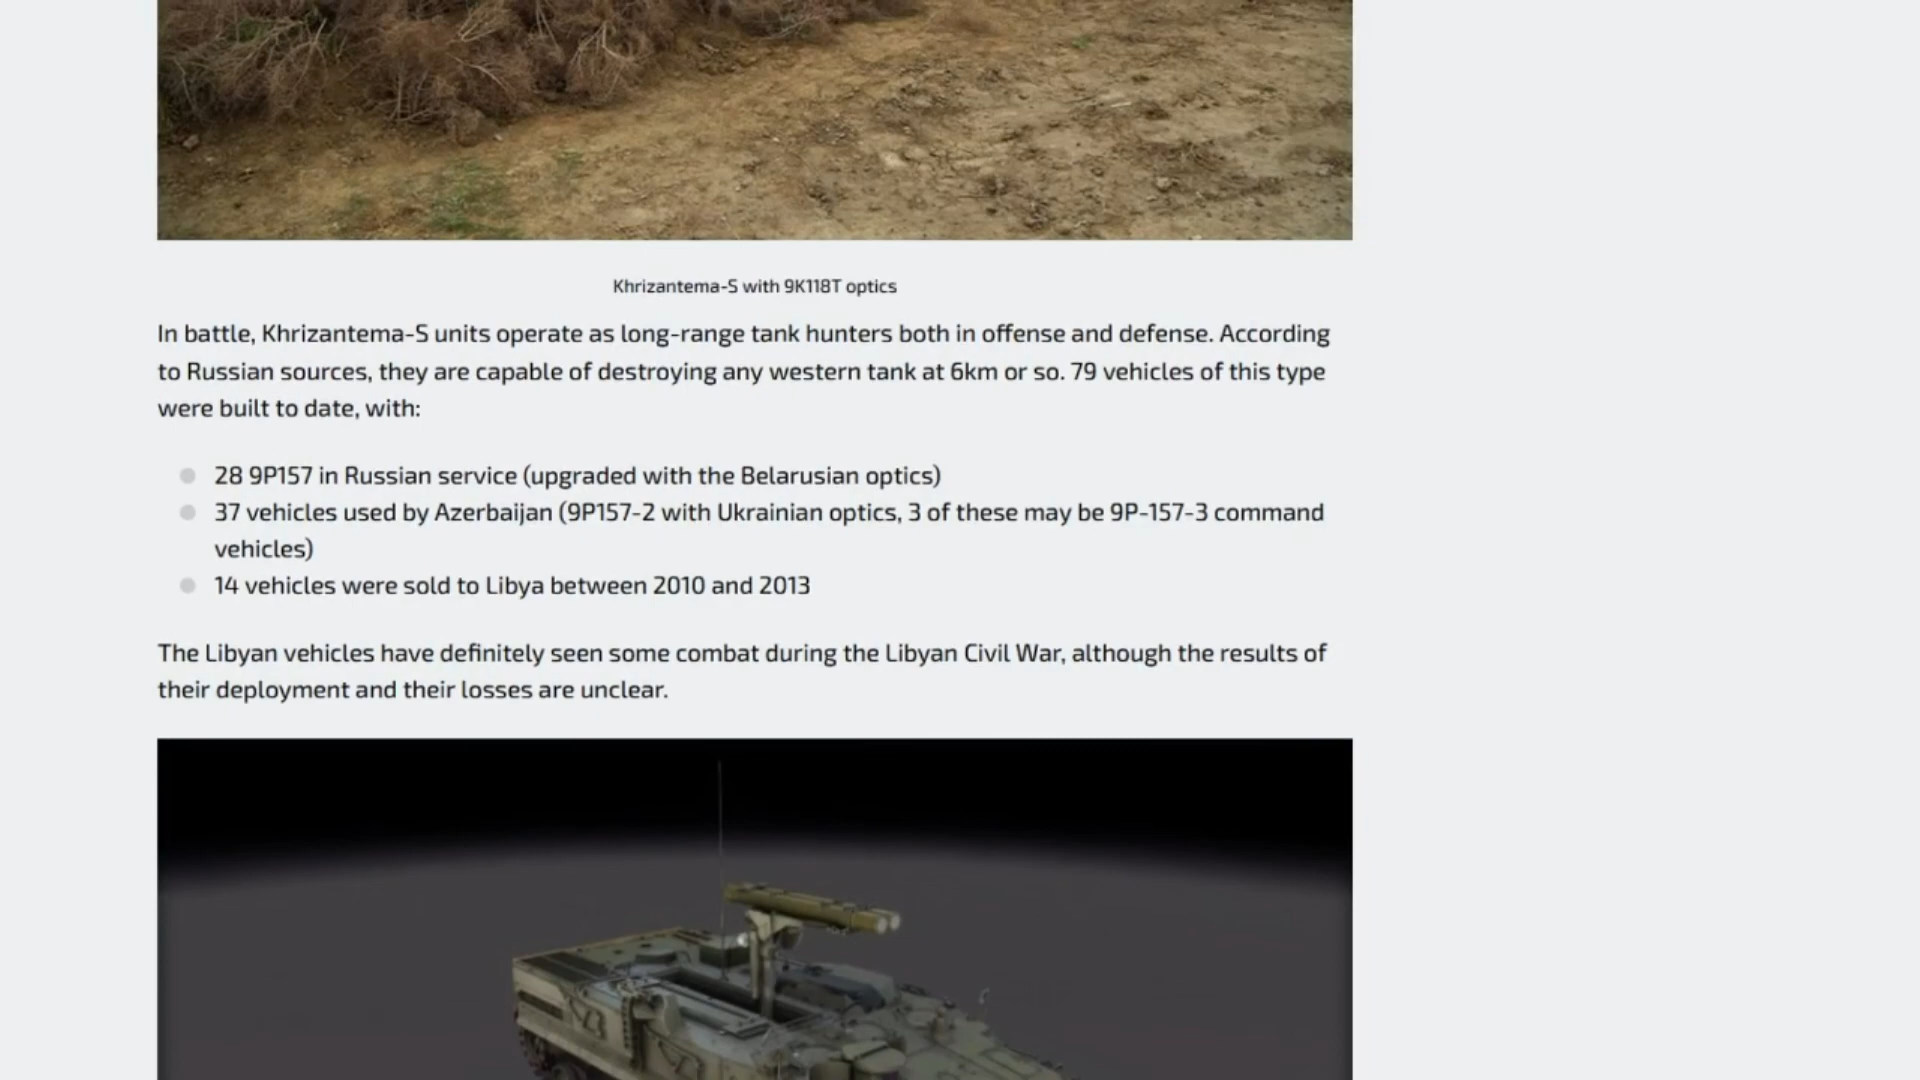 Khrizantema-S with 9K118T optics
In battle, Khrizantema-S units operate as long-range tank hunters both in offense and defense. According
to Russian sources, they are capable of destroying any western tank at 6km or so. 79 vehicles of this type
were built to date, with:
28 9P157 in Russian service (upgraded with the Belarusian optics)
37 vehicles used by Azerbaijan (9P157-2 with Ukrainian optics, 3 of these may be 9P-157-3 command
vehicles)
14 vehicles were sold to Libya between 2010 and 2013
The Libyan vehicles have definitely seen some combat during the Libyan Civil War, although the results of
their deployment and their losses are unclear.